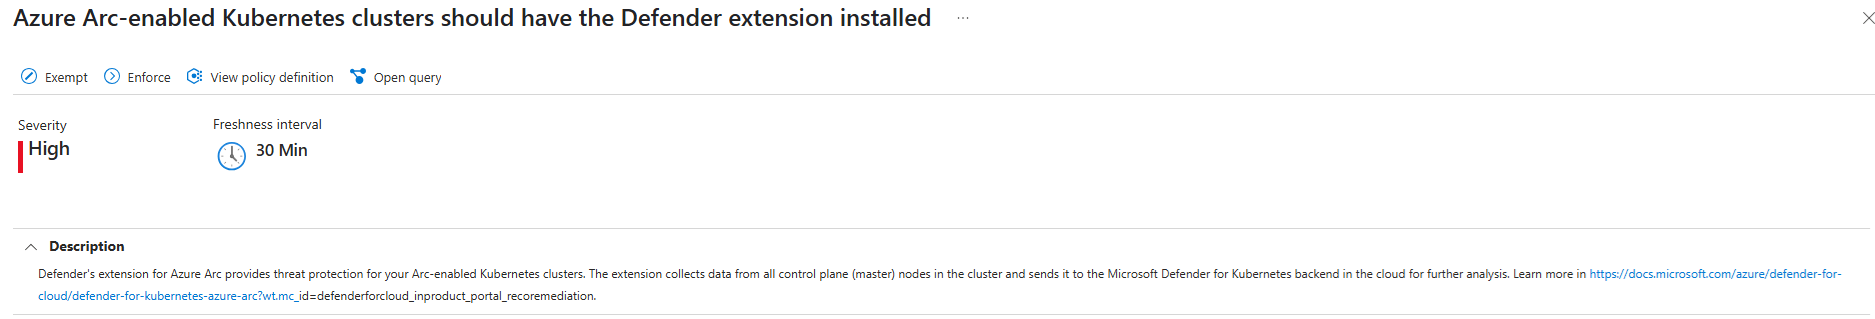 Azure Arc-enabled Kubernetes clusters should have the Defender extension installed ...
Exempt Enforce View policy definition Open query
Severity Freshness interval
High 30 Min
Description
Defender's extension for Azure Arc provides threat protection for your Arc-enabled Kubernetes clusters. The extension collects data from all control plane (master) nodes in the cluster and sends it to the Microsoft Defender for Kubernetes backend in the cloud for further analysis. Learn more in https://docs.microsoft.com/azure/defender-for-
cloud/defender-for-kubernetes-azure-arc?wt.mc_id=defenderforcloud_inproduct_portal_recoremediation.